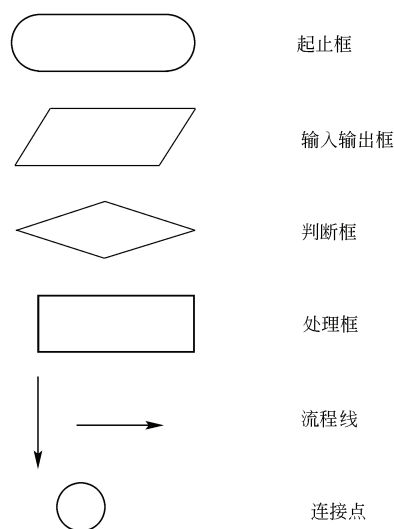 起止框
输入输出框
判断框
处理框
流程线
连接点